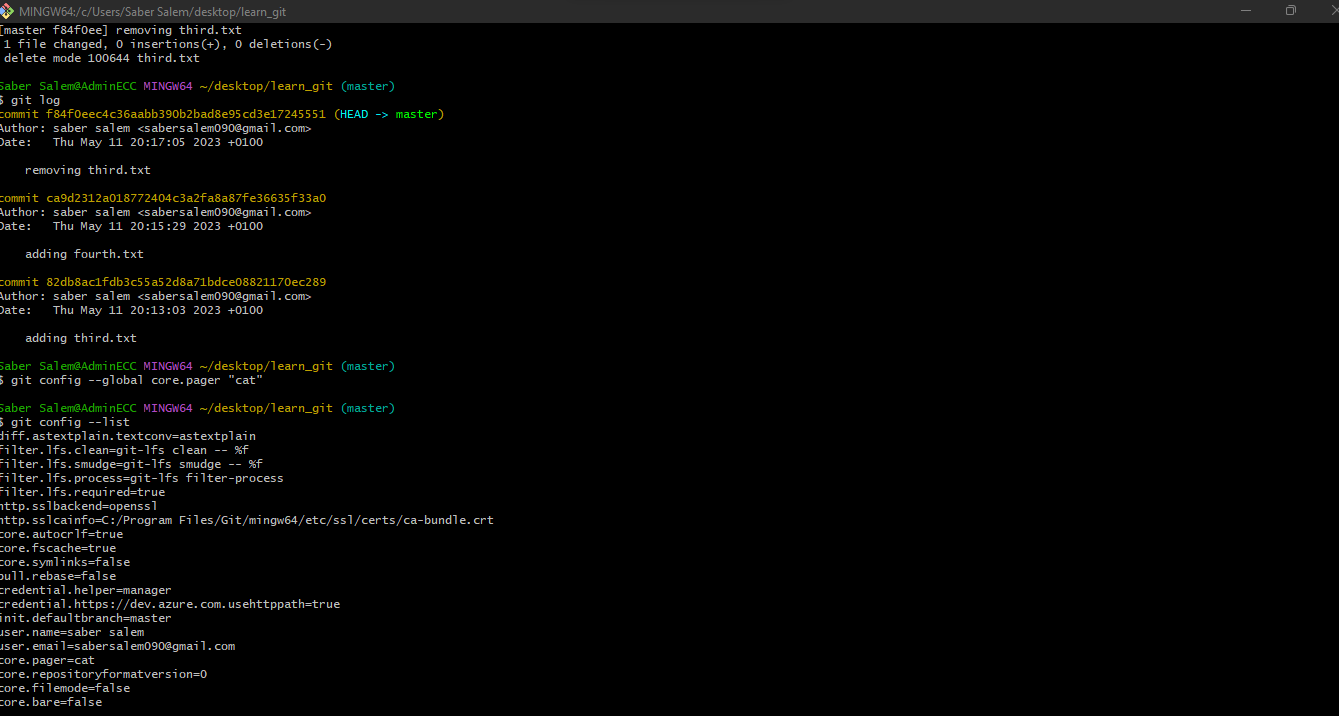 MINGW64:/c/Users/Saber Salem/desktop/learn_git
[master f84f0ee] removing third.txt
 1 file changed, 0 insertions(+), 0 deletions(-)
 delete mode 100644 third.txt
Saber Salem@AdminECC MINGW64 ~/desktop/learn_git (master)
$ git log
commit f84f0eec4c36aabb390b2bad8e95cd3e17245551 (HEAD -> master)
Author: saber salem <sabersalem090@gmail.com>
Date:   Thu May 11 20:17:05 2023 +0100
    removing third.txt
commit ca9d2312a018772404c3a2fa8a87fe36635f33a0
Author: saber salem <sabersalem090@gmail.com>
Date:   Thu May 11 20:15:29 2023 +0100
    adding fourth.txt
commit 82db8ac1fdb3c55a52d8a71bdce08821170ec289
Author: saber salem <sabersalem090@gmail.com>
Date:   Thu May 11 20:13:03 2023 +0100
    adding third.txt
Saber Salem@AdminECC MINGW64 ~/desktop/learn_git (master)
$ git config --global core.pager "cat"
Saber Salem@AdminECC MINGW64 ~/desktop/learn_git (master)
$ git config --list
diff.astextplain.textconv=astextplain
filter.lfs.clean=git-lfs clean -- %f
filter.lfs.smudge=git-lfs smudge -- %f
filter.lfs.process=git-lfs filter-process
filter.lfs.required=true
http.sslbackend=openssl
http.sslcainfo=C:/Program Files/Git/mingw64/etc/ssl/certs/ca-bundle.crt
core.autocrlf=true
core.fscache=true
core.symlinks=false
pull.rebase=false
credential.helper=manager
credential.https://dev.azure.com.usehttppath=true
init.defaultbranch=master
user.name=saber salem
user.email=sabersalem090@gmail.com
core.pager=cat
core.repositoryformatversion=0
core.filemode=false
core.bare=false